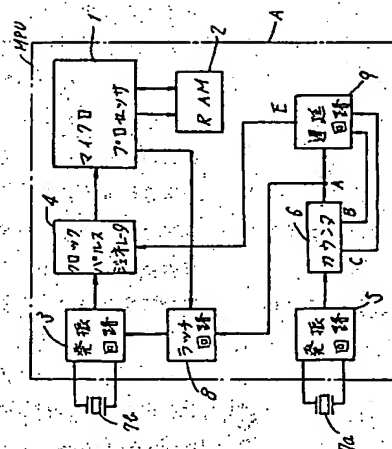 MPU
A
1
マイクロ
プロセッサ
2
RAM
9
遅延
回路
E
4
クロック
パルス
ジェネレータ
A
B
C
6
カウンタ
3
発振
回路
ラッチ
回路
8
5
発振
回路
7b
7a